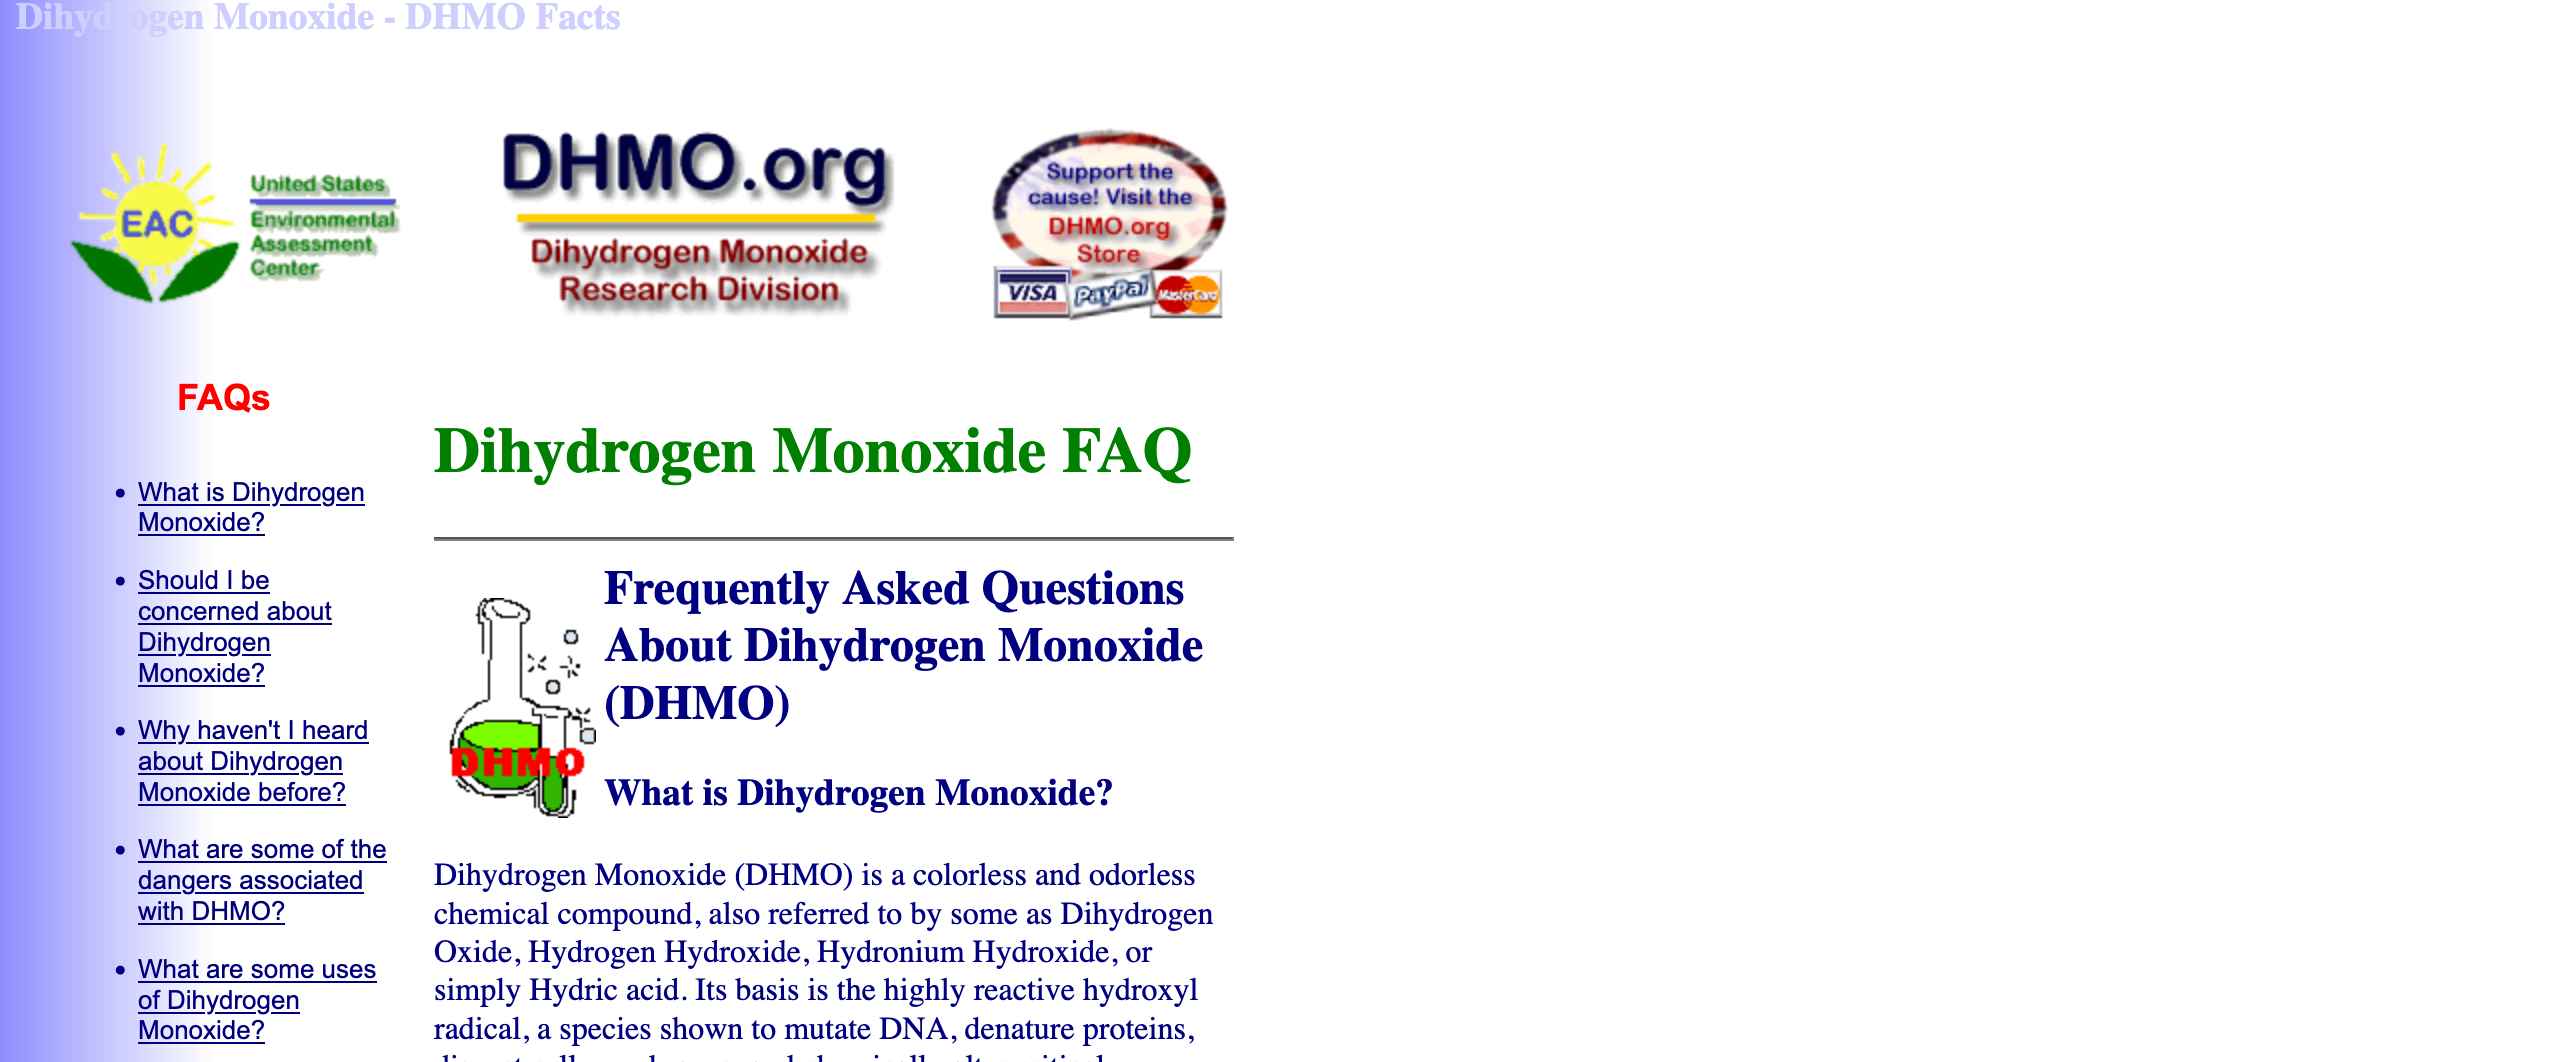 Dihydrogen Monoxide - DHMO Facts
EAC
United States
Environmental
Assessment
Center
DHMO.org
Dihydrogen Monoxide
Research Division
Support the
cause! Visit the
DHMO.org
Store
VISA PayPal MasterCard
FAQs
What is Dihydrogen
Monoxide?
Should I be
concerned about
Dihydrogen
Monoxide?
Why haven't I heard
about Dihydrogen
Monoxide before?
What are some of the
dangers associated
with DHMO?
What are some uses
of Dihydrogen
Monoxide?
Dihydrogen Monoxide FAQ
DHMO
Frequently Asked Questions
About Dihydrogen Monoxide
(DHMO)
What is Dihydrogen Monoxide?
Dihydrogen Monoxide (DHMO) is a colorless and odorless
chemical compound, also referred to by some as Dihydrogen
Oxide, Hydrogen Hydroxide, Hydronium Hydroxide, or
simply Hydric acid. Its basis is the highly reactive hydroxyl
radical, a species shown to mutate DNA, denature proteins,